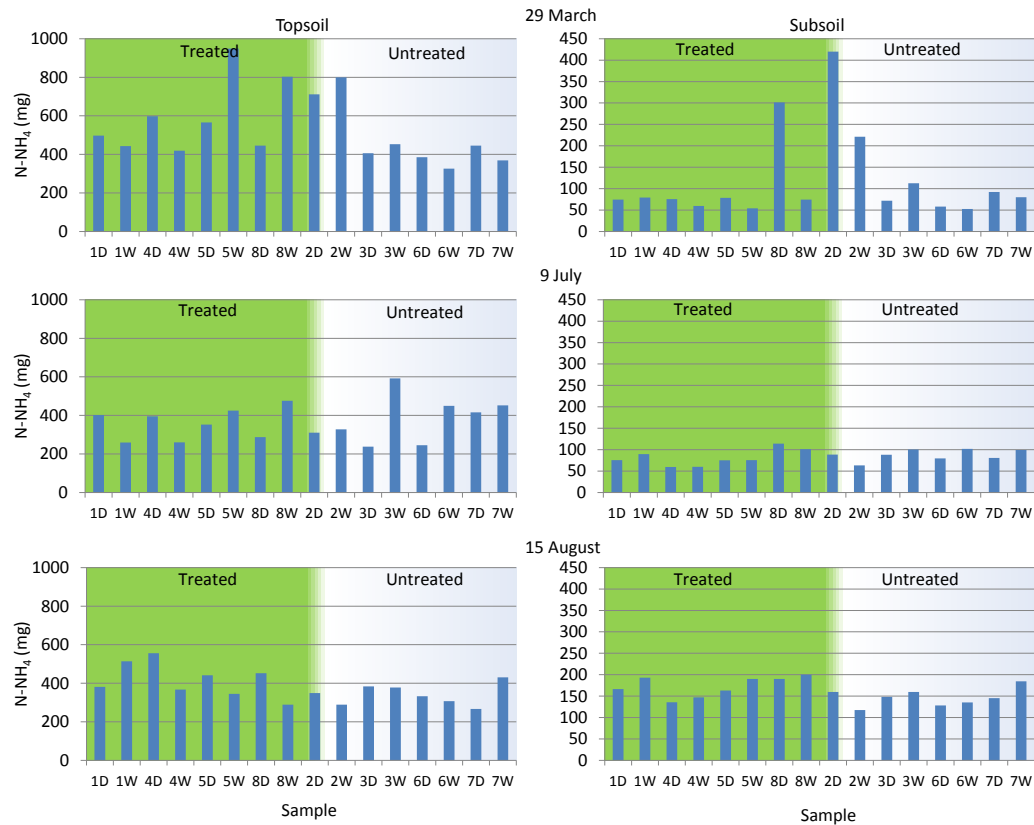 29 March
Topsoil
Subsoil
1000
800
600
400
200
0
N-NH₄ (mg)
Treated
Untreated
1D 1W 4D 4W 5D 5W 8D 8W 2D 2W 3D 3W 6D 6W 7D 7W
450
400
350
300
250
200
150
100
50
0
Treated
Untreated
1D 1W 4D 4W 5D 5W 8D 8W 2D 2W 3D 3W 6D 6W 7D 7W
9 July
1000
800
600
400
200
0
N-NH₄ (mg)
Treated
Untreated
1D 1W 4D 4W 5D 5W 8D 8W 2D 2W 3D 3W 6D 6W 7D 7W
450
400
350
300
250
200
150
100
50
0
Treated
Untreated
1D 1W 4D 4W 5D 5W 8D 8W 2D 2W 3D 3W 6D 6W 7D 7W
15 August
1000
800
600
400
200
0
N-NH₄ (mg)
Treated
Untreated
1D 1W 4D 4W 5D 5W 8D 8W 2D 2W 3D 3W 6D 6W 7D 7W
Sample
450
400
350
300
250
200
150
100
50
0
Treated
Untreated
1D 1W 4D 4W 5D 5W 8D 8W 2D 2W 3D 3W 6D 6W 7D 7W
Sample